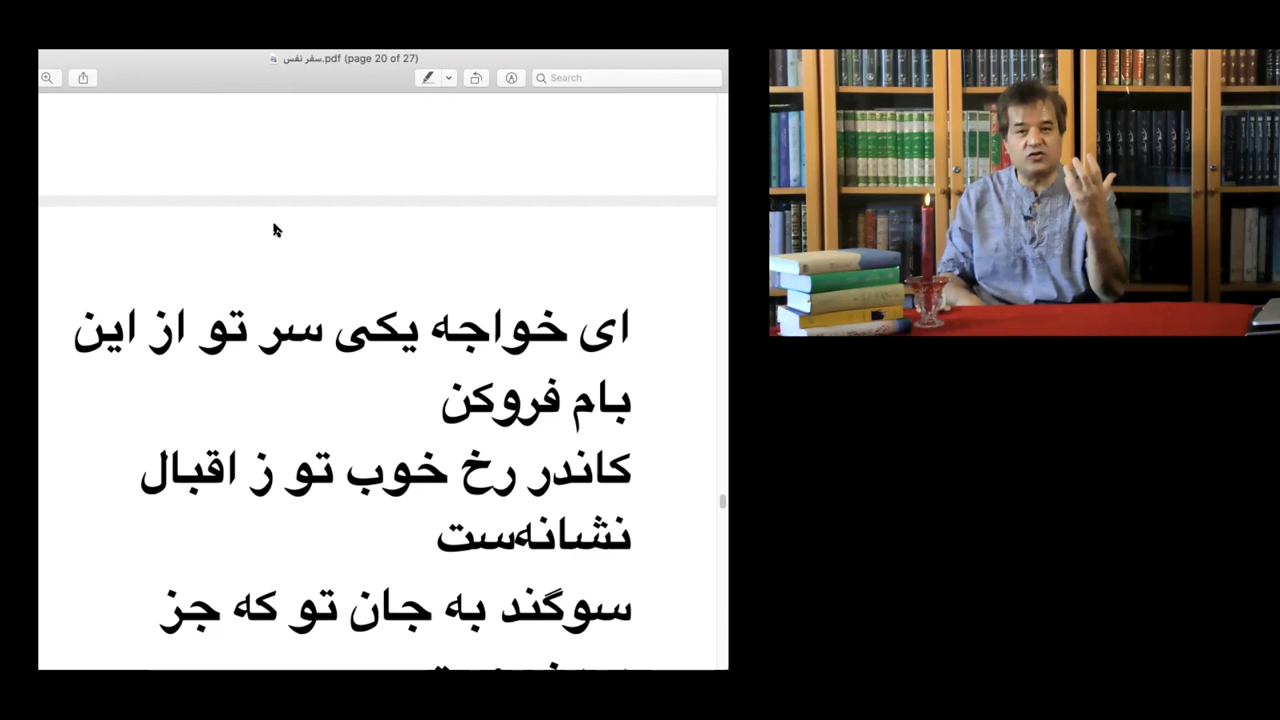 سفر نفس.pdf (page 20 of 27)
Search
ای خواجه یکی سر تو از این
بام فروکن
کاندر رخ خوب تو ز اقبال
نشانه‌ست
سوگند به جان تو که جز